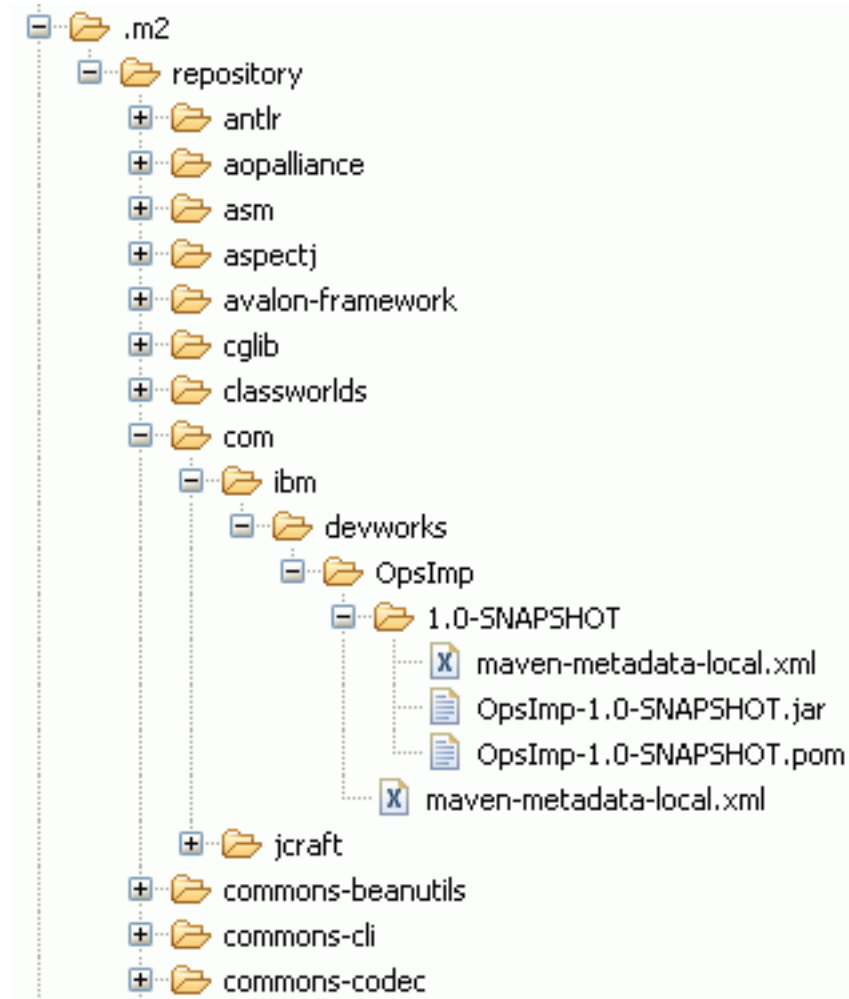 .m2
repository
antlr
aopalliance
asm
aspectj
avalon-framework
cglib
classworlds
com
ibm
devworks
OpsImp
1.0-SNAPSHOT
maven-metadata-local.xml
OpsImp-1.0-SNAPSHOT.jar
OpsImp-1.0-SNAPSHOT.pom
maven-metadata-local.xml
jcraft
commons-beanutils
commons-cli
commons-codec